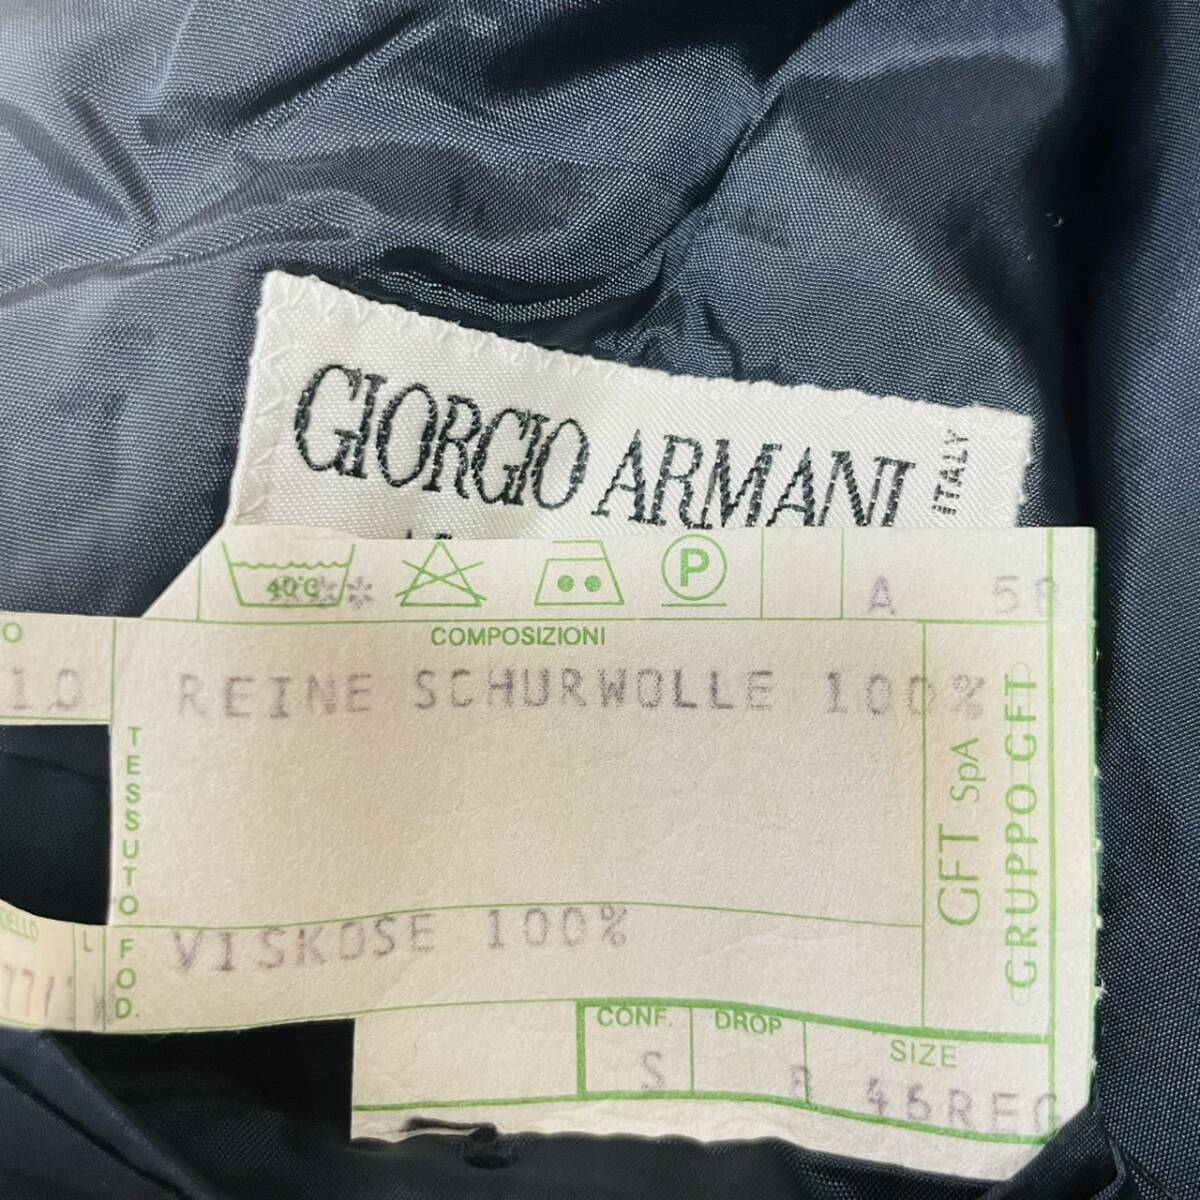 GIORGIO ARMANI
ITALY
40°C
P
A 58
COMPOSIZIONI
10
REINE SCHURWOLLE 100%
TESSUTO
GFT SpA
GRUPPO GFT
VISKOSE 100%
FOD.
L
CONF.
DROP
SIZE
S
8
46REG